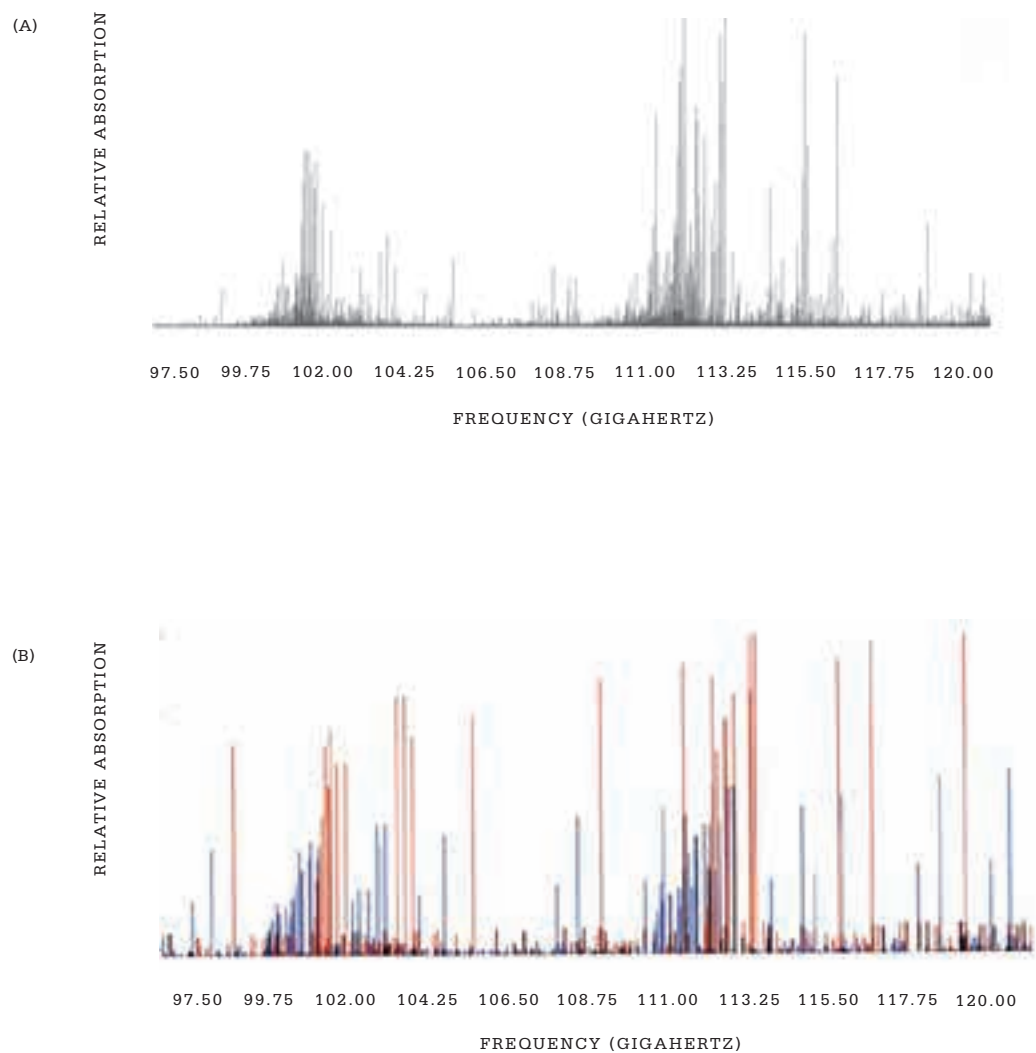 (A)
RELATIVE ABSORPTION
97.50 99.75 102.00 104.25 106.50 108.75 111.00 113.25 115.50 117.75 120.00
FREQUENCY (GIGAHERTZ)
(B)
RELATIVE ABSORPTION
97.50 99.75 102.00 104.25 106.50 108.75 111.00 113.25 115.50 117.75 120.00
FREQUENCY (GIGAHERTZ)